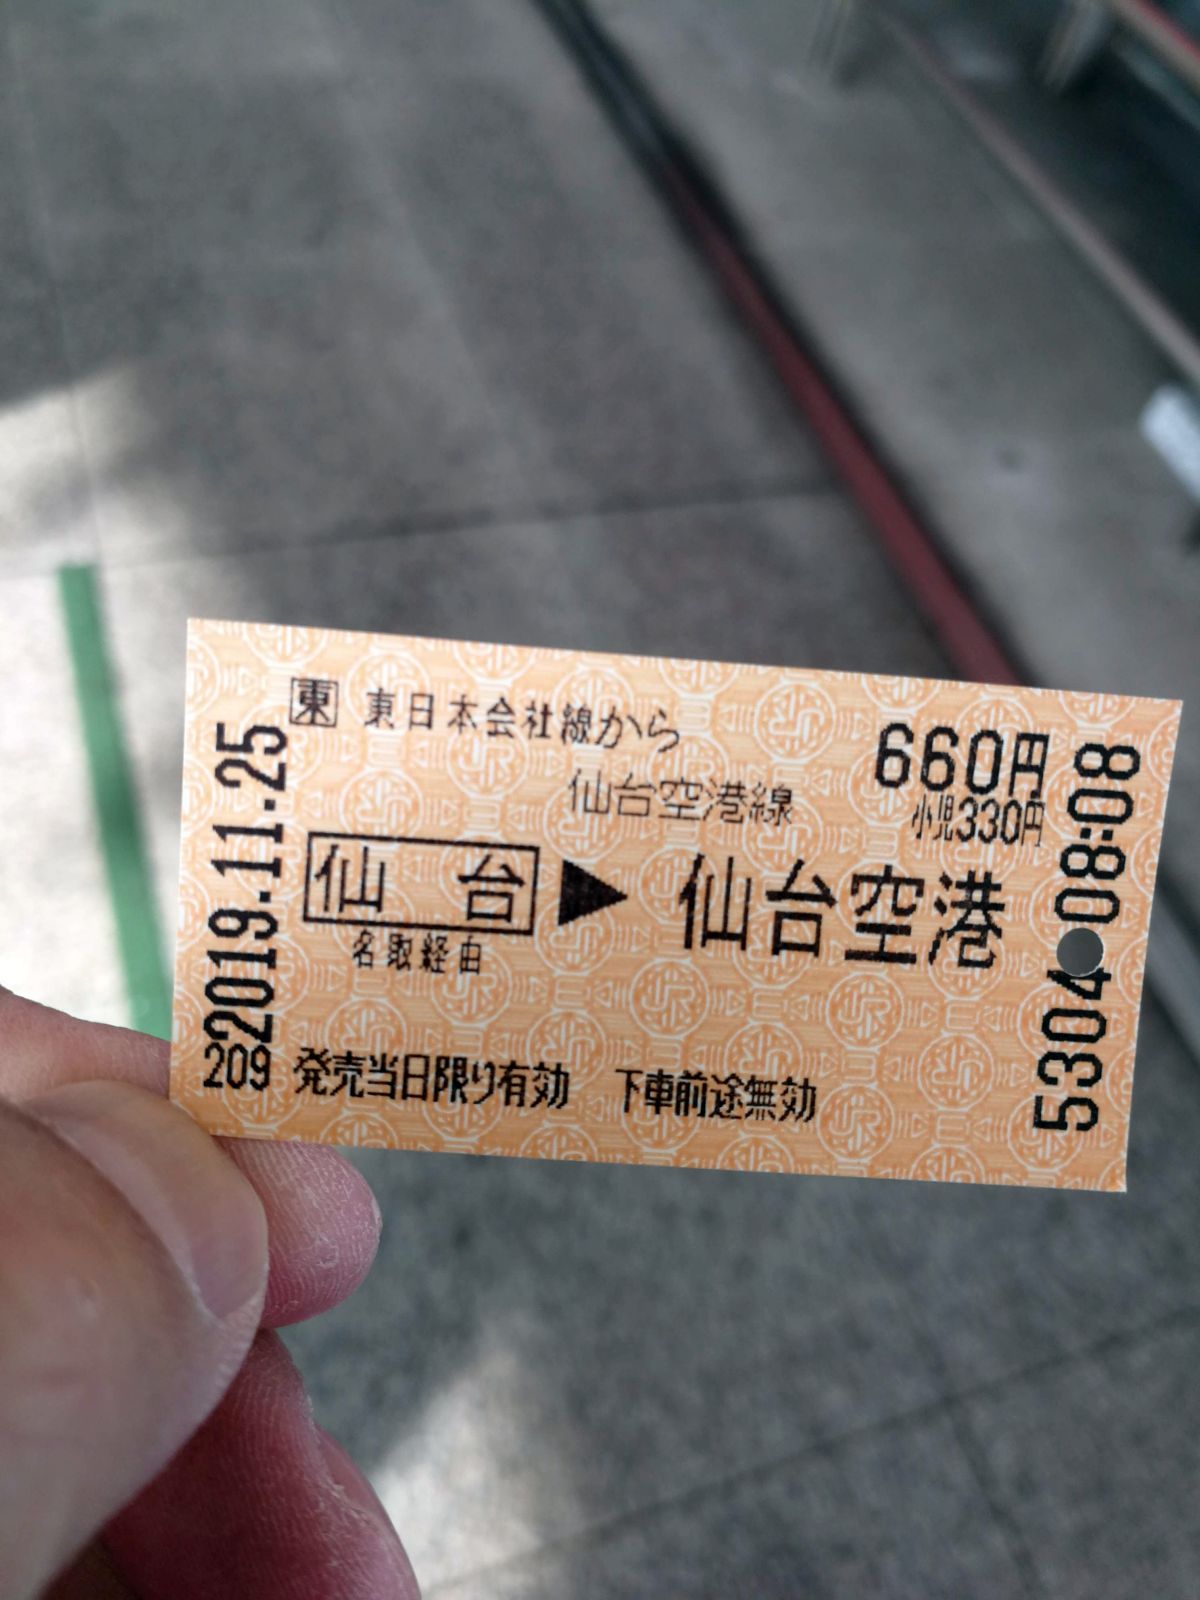 東 東日本会社線から
仙台空港線
660円
小児330円
仙台▶仙台空港
名取経由
発売当日限り有効 下車前途無効
2019.11.25
209
5304 08:08